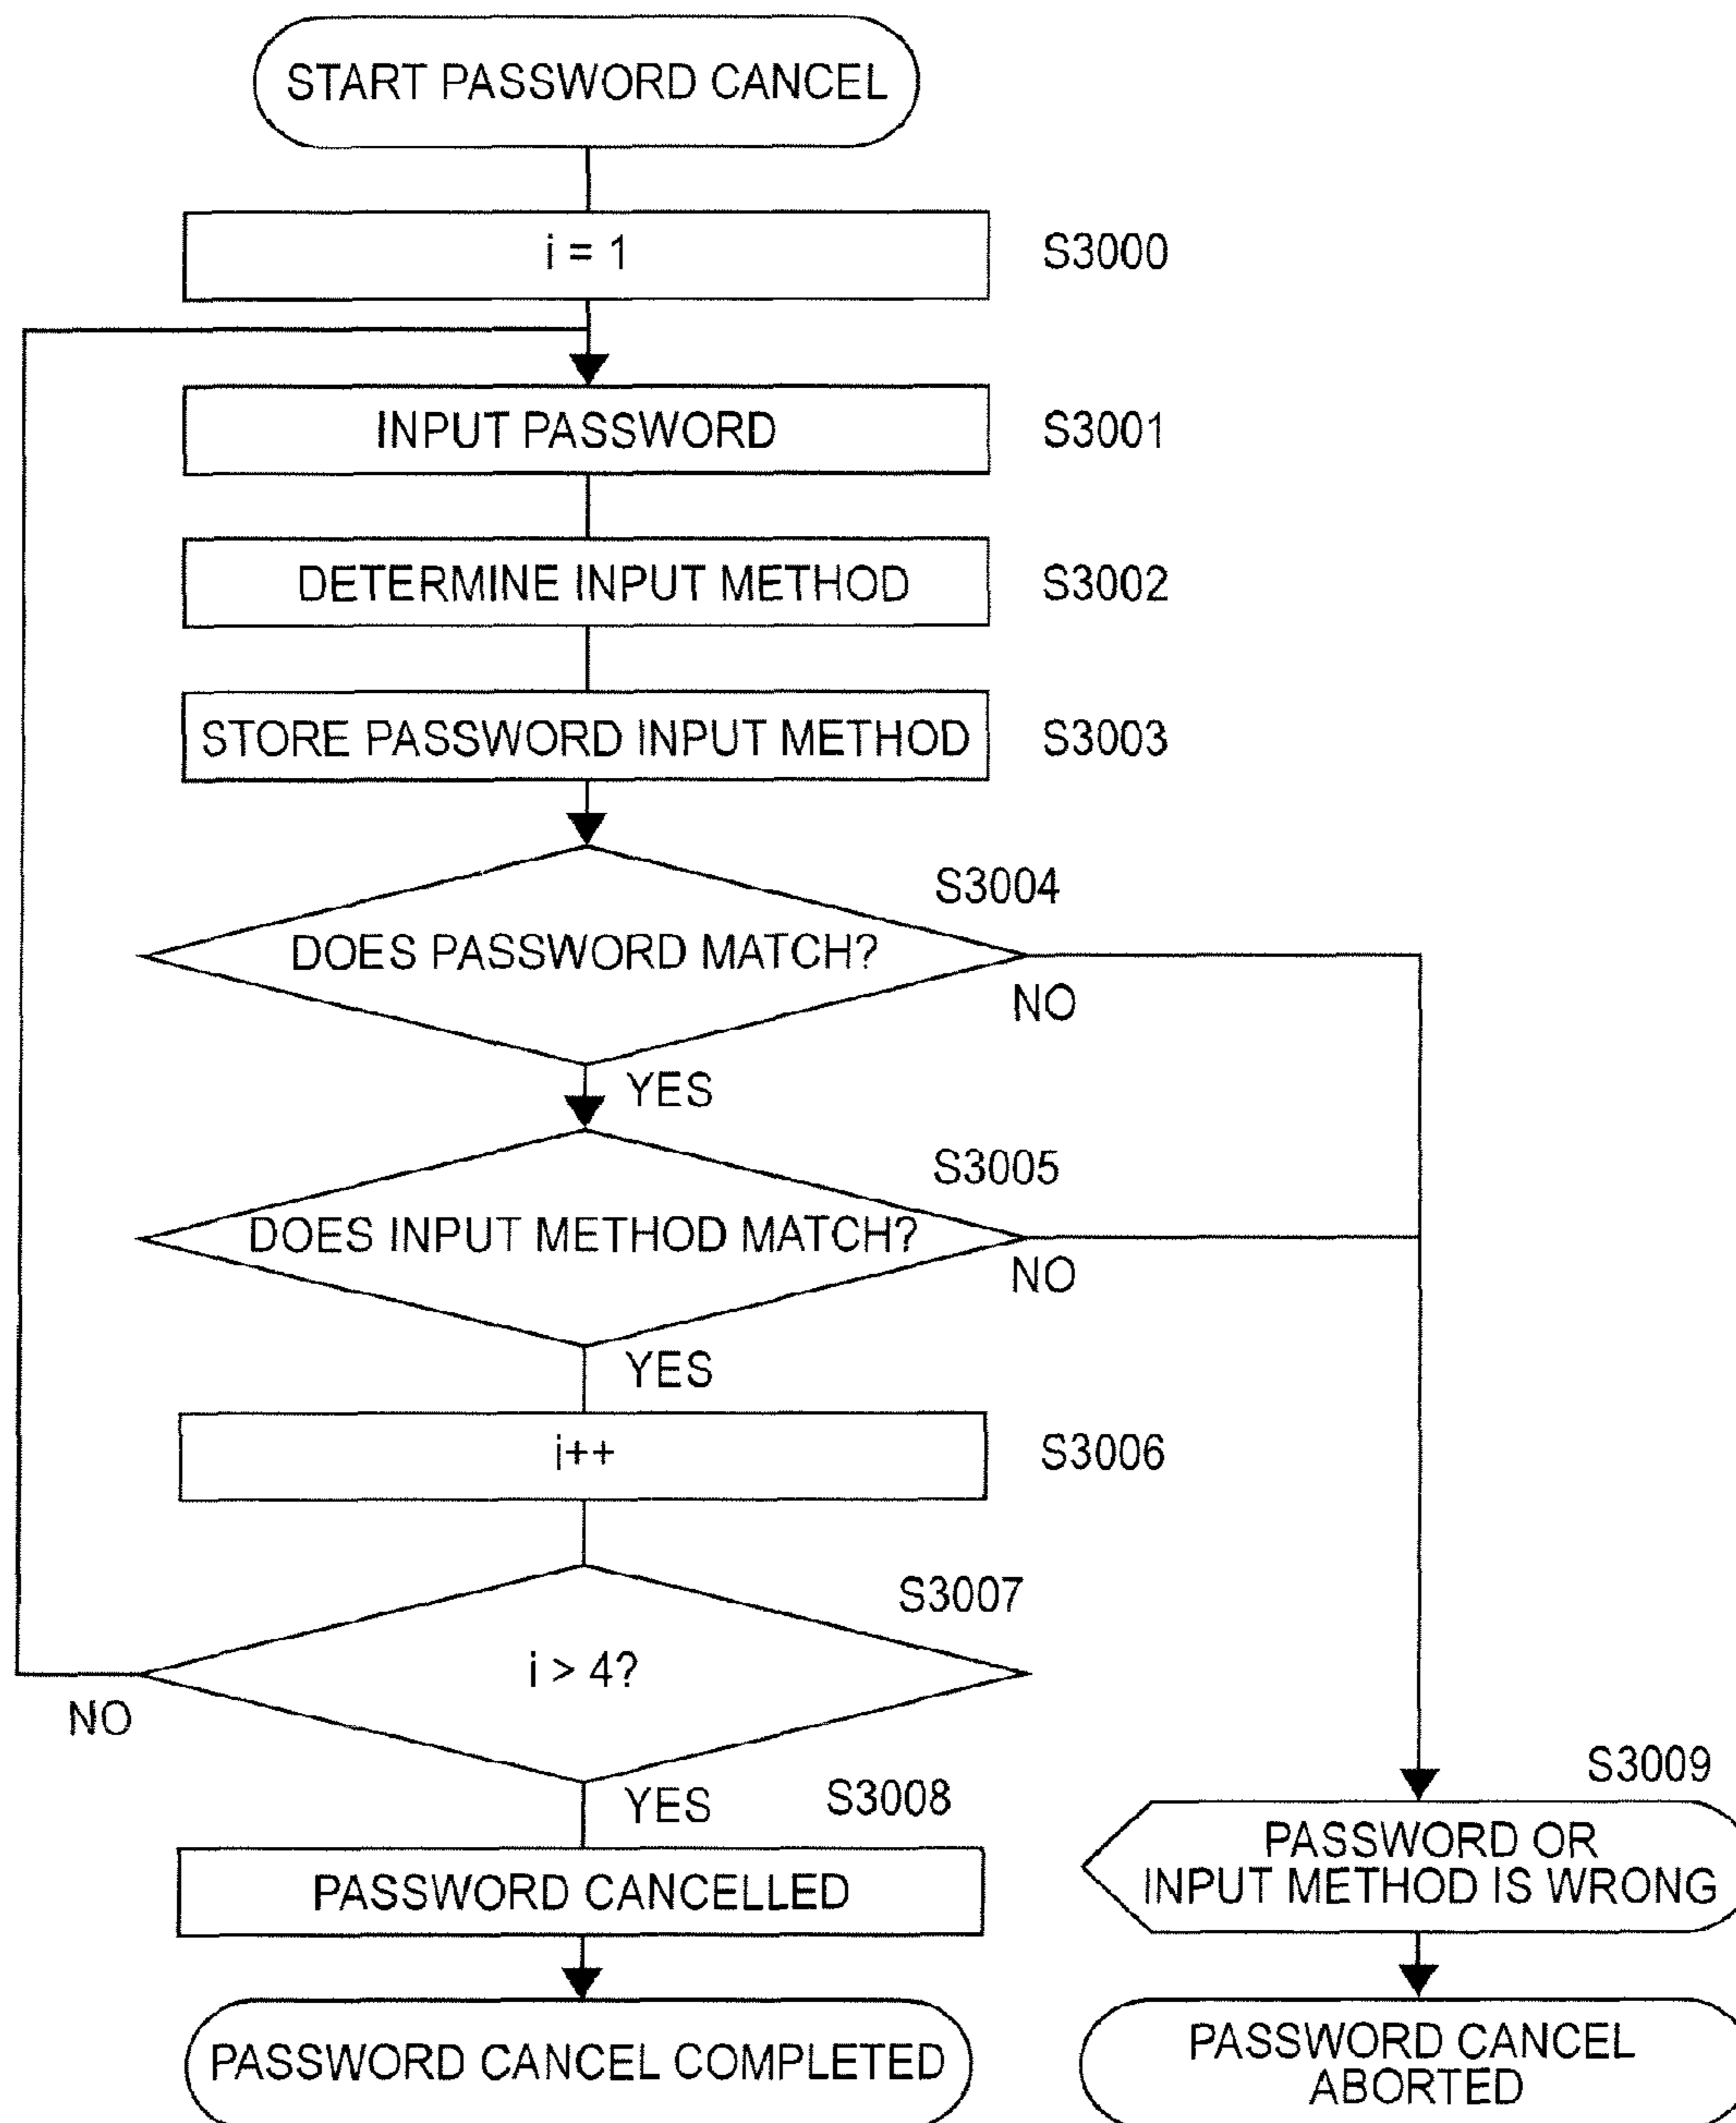 START PASSWORD CANCEL
i = 1
S3000
INPUT PASSWORD
S3001
DETERMINE INPUT METHOD
S3002
STORE PASSWORD INPUT METHOD
S3003
S3004
DOES PASSWORD MATCH?
NO
YES
S3005
DOES INPUT METHOD MATCH?
NO
YES
i++
S3006
S3007
i > 4?
NO
YES
S3008
PASSWORD CANCELLED
S3009
PASSWORD OR
INPUT METHOD IS WRONG
PASSWORD CANCEL COMPLETED
PASSWORD CANCEL
ABORTED